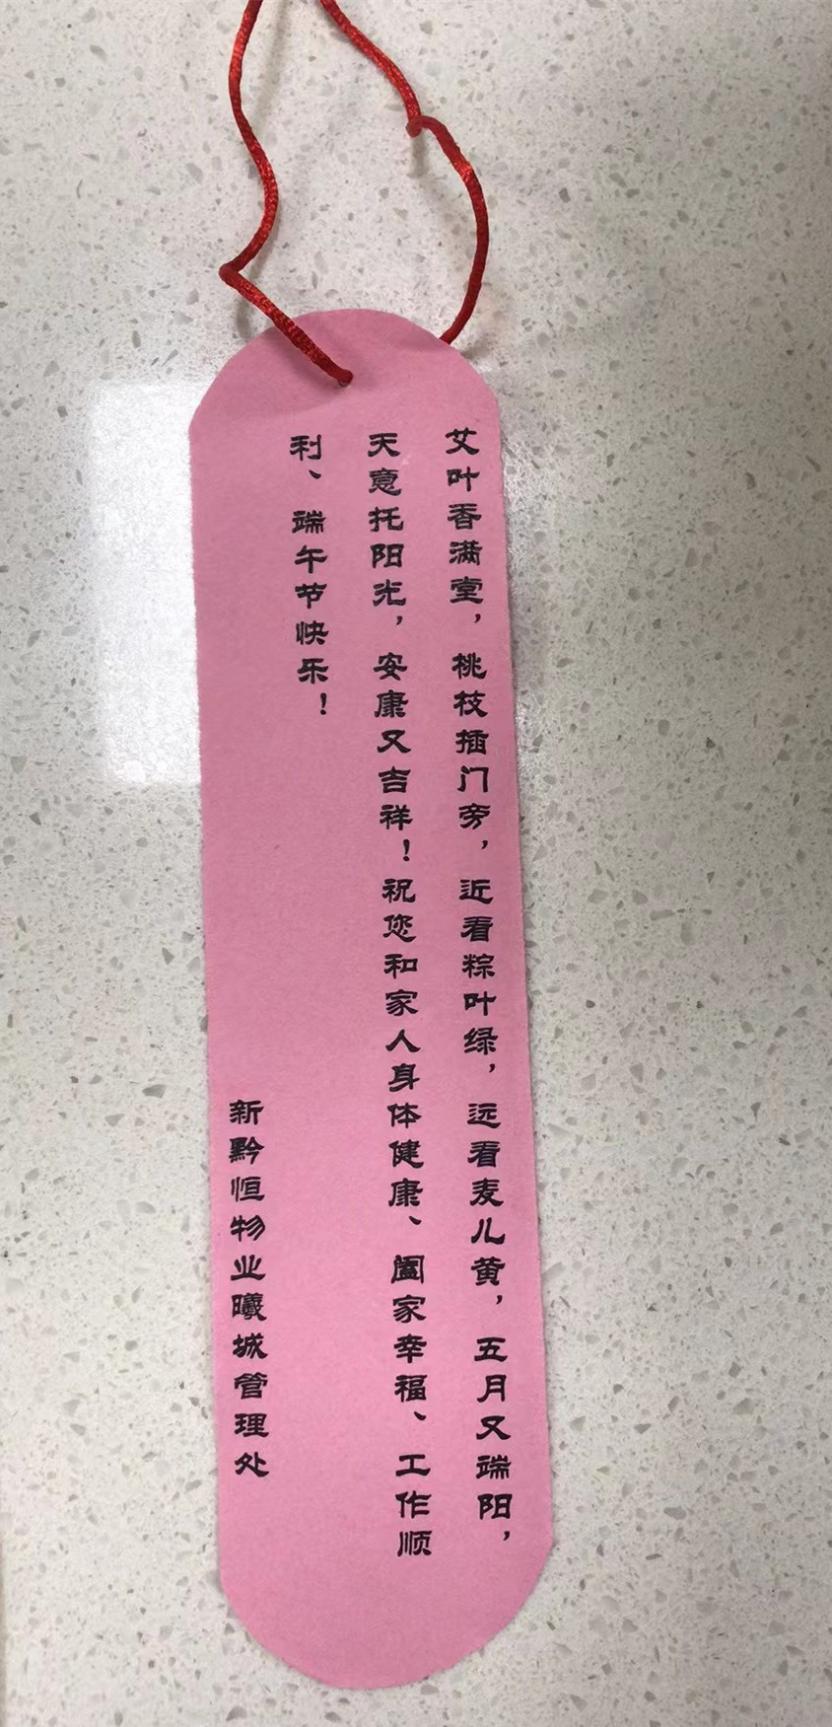 艾叶香满堂，桃枝插门旁，近看粽叶绿，远看麦儿黄，五月又端阳，
天意托阳光，安康又吉祥！祝您和家人身体健康、阖家幸福、工作顺
利、端午节快乐！
新黔恒物业曦城管理处